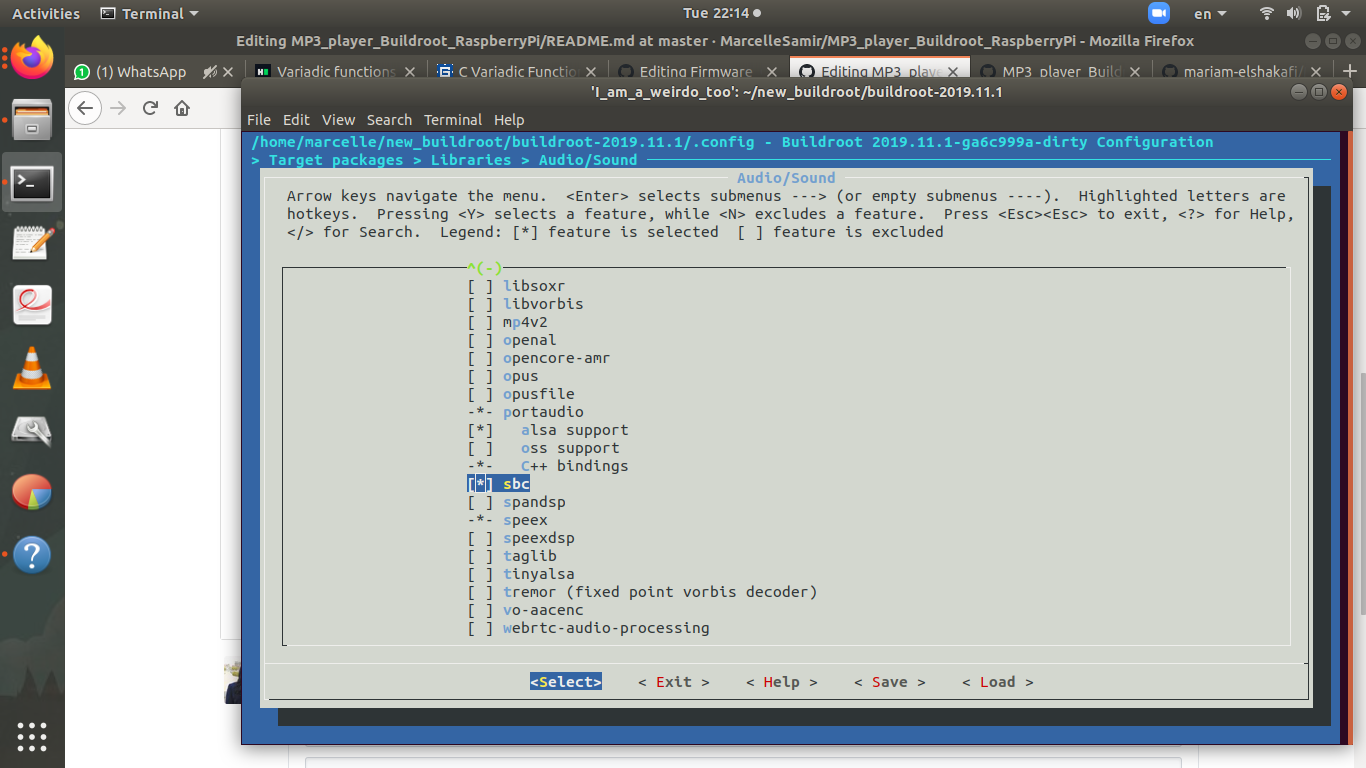 Activities Terminal Tue 22:14 en
Editing MP3_player_Buildroot_RaspberryPi/README.md at master · MarcelleSamir/MP3_player_Buildroot_RaspberryPi - Mozilla Firefox
(1) WhatsApp Variadic functions C Variadic Functio Editing Firmware Editing MP3_playe MP3_player_Build mariam-elshakafi/
'I_am_a_weirdo_too': ~/new_buildroot/buildroot-2019.11.1
File Edit View Search Terminal Help
/home/marcelle/new_buildroot/buildroot-2019.11.1/.config - Buildroot 2019.11.1-ga6c999a-dirty Configuration
> Target packages > Libraries > Audio/Sound
Audio/Sound
Arrow keys navigate the menu. <Enter> selects submenus ---> (or empty submenus ----). Highlighted letters are
hotkeys. Pressing <Y> selects a feature, while <N> excludes a feature. Press <Esc><Esc> to exit, <?> for Help,
</> for Search. Legend: [*] feature is selected [ ] feature is excluded
^(-)
[ ] libsoxr
[ ] libvorbis
[ ] mp4v2
[ ] openal
[ ] opencore-amr
[ ] opus
[ ] opusfile
-*- portaudio
[*] alsa support
[ ] oss support
-*- C++ bindings
[*] sbc
[ ] spandsp
-*- speex
[ ] speexdsp
[ ] taglib
[ ] tinyalsa
[ ] tremor (fixed point vorbis decoder)
[ ] vo-aacenc
[ ] webrtc-audio-processing
<Select> < Exit > < Help > < Save > < Load >